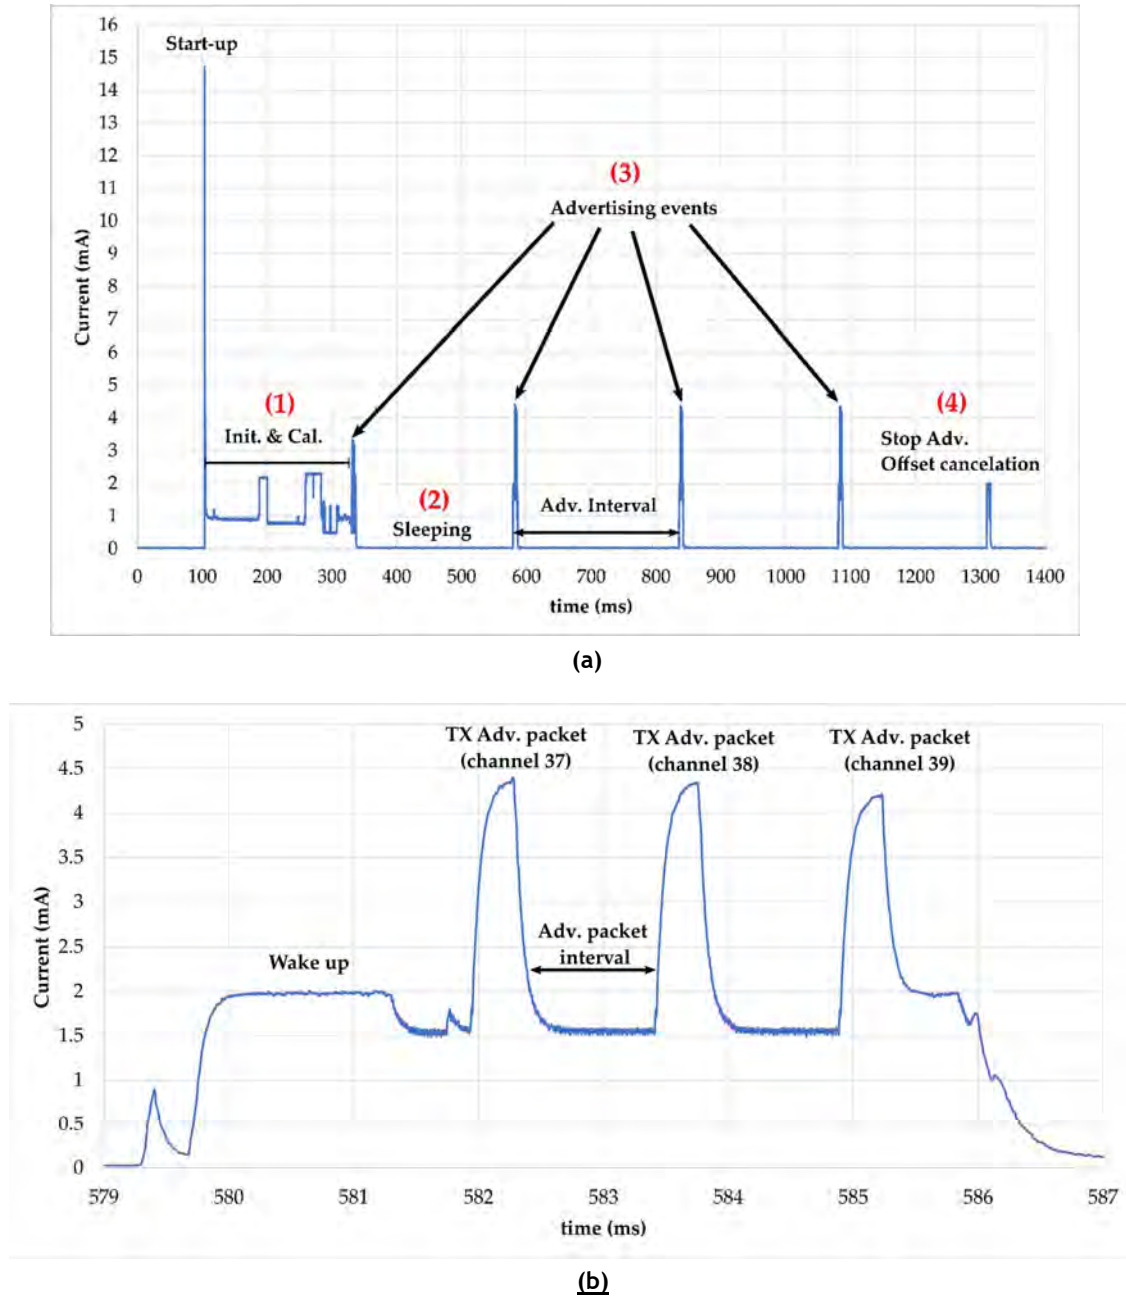 16
15
14
13
12
11
10
9
8
7
6
5
4
3
2
1
0
Current (mA)
Start-up
(3)
Advertising events
(1)
Init. & Cal.
(2)
Sleeping
Adv. Interval
(4)
Stop Adv.
Offset cancelation
0 100 200 300 400 500 600 700 800 900 1000 1100 1200 1300 1400
time (ms)
(a)
5
4.5
4
3.5
3
2.5
2
1.5
1
0.5
0
Current (mA)
TX Adv. packet
(channel 37)
TX Adv. packet
(channel 38)
TX Adv. packet
(channel 39)
Wake up
Adv. packet
interval
579 580 581 582 583 584 585 586 587
time (ms)
(b)